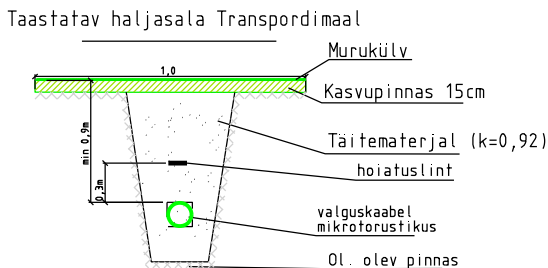 Taastatav haljasala Transpordimaal
Murukülv
1,0
Kasvupinnas 15cm
min 0,9m
Täitematerjal (k=0,92)
hoiatuslint
0,3m
valguskaabel
mikrotorustikus
Ol. olev pinnas